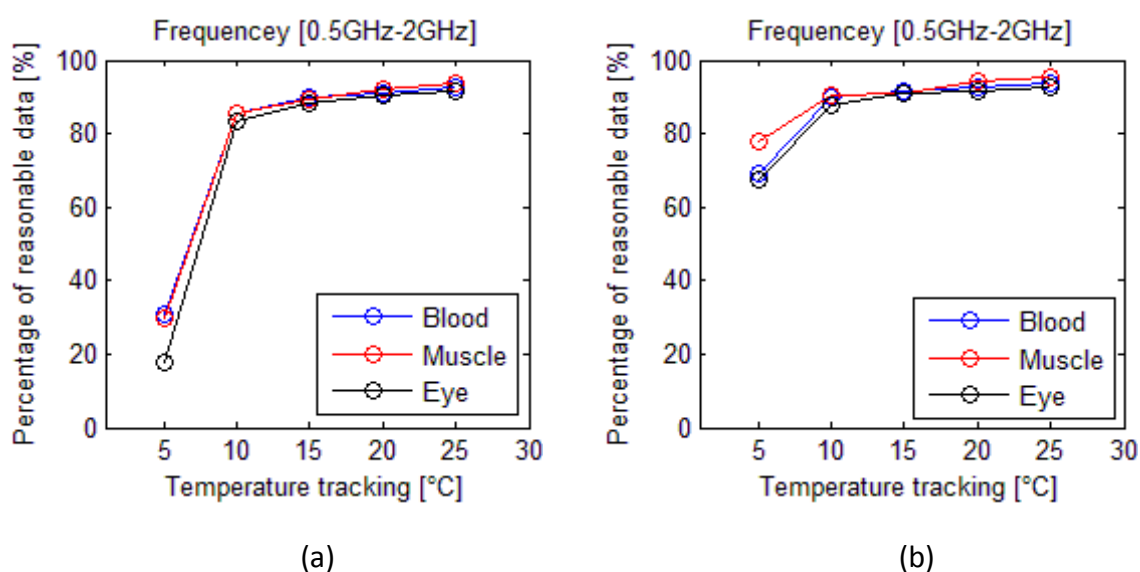 Frequencey [0.5GHz-2GHz]
Percentage of reasonable data [%]
100
80
60
40
20
0
Blood
Muscle
Eye
5 10 15 20 25 30
Temperature tracking [°C]
(a)
Frequencey [0.5GHz-2GHz]
Percentage of reasonable data [%]
100
80
60
40
20
0
Blood
Muscle
Eye
5 10 15 20 25 30
Temperature tracking [°C]
(b)